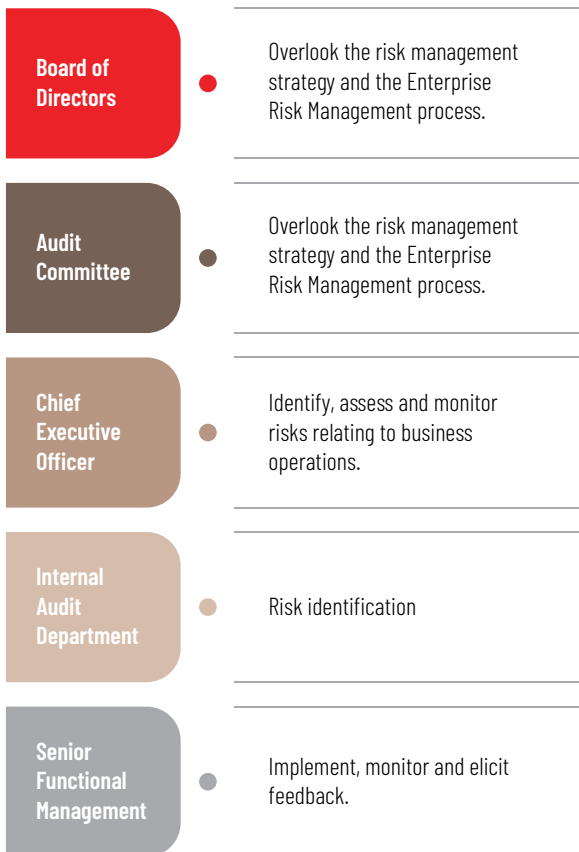 Board of
Directors
Overlook the risk management
strategy and the Enterprise
Risk Management process.
Audit
Committee
Overlook the risk management
strategy and the Enterprise
Risk Management process.
Chief
Executive
Officer
Identify, assess and monitor
risks relating to business
operations.
Internal
Audit
Department
Risk identification
Senior
Functional
Management
Implement, monitor and elicit
feedback.